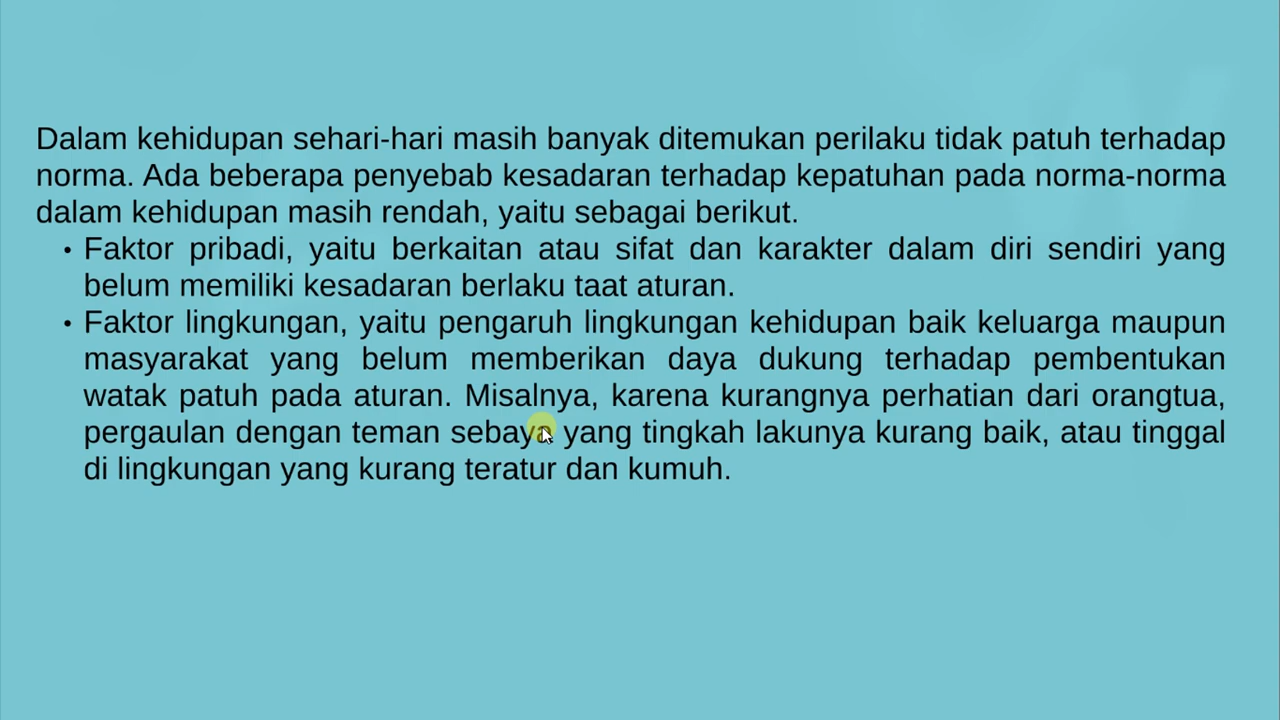 Dalam kehidupan sehari-hari masih banyak ditemukan perilaku tidak patuh terhadap
norma. Ada beberapa penyebab kesadaran terhadap kepatuhan pada norma-norma
dalam kehidupan masih rendah, yaitu sebagai berikut.
• Faktor pribadi, yaitu berkaitan atau sifat dan karakter dalam diri sendiri yang
belum memiliki kesadaran berlaku taat aturan.
• Faktor lingkungan, yaitu pengaruh lingkungan kehidupan baik keluarga maupun
masyarakat yang belum memberikan daya dukung terhadap pembentukan
watak patuh pada aturan. Misalnya, karena kurangnya perhatian dari orangtua,
pergaulan dengan teman sebaya yang tingkah lakunya kurang baik, atau tinggal
di lingkungan yang kurang teratur dan kumuh.